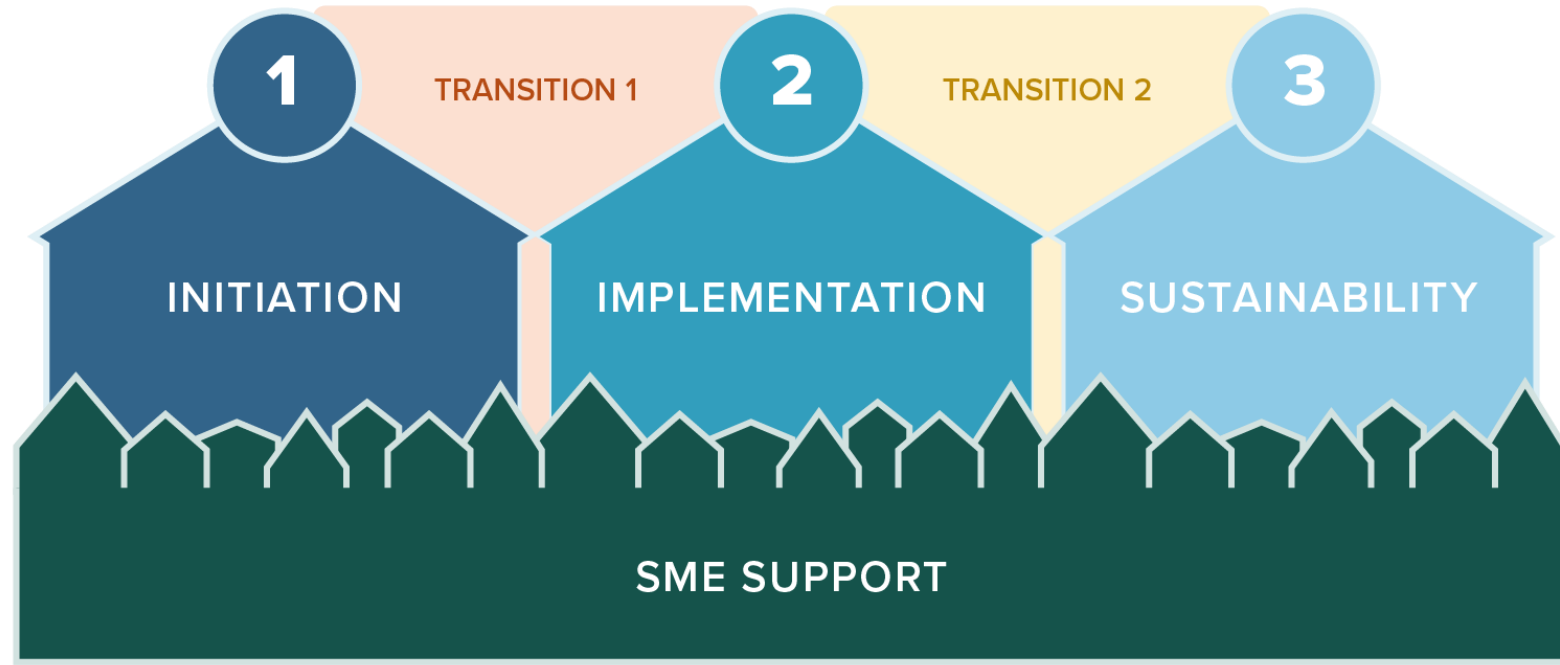 1
TRANSITION 1
2
TRANSITION 2
3
INITIATION
IMPLEMENTATION
SUSTAINABILITY
SME SUPPORT